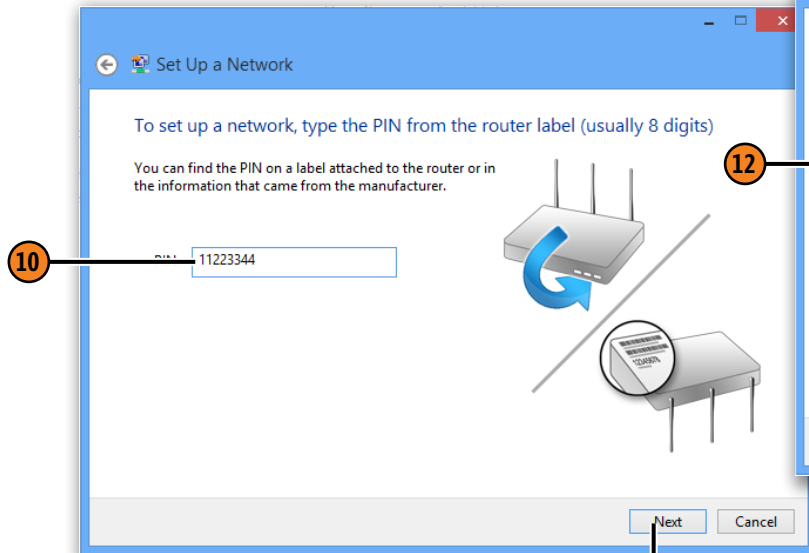 Set Up a Network
To set up a network, type the PIN from the router label (usually 8 digits)
You can find the PIN on a label attached to the router or in
the information that came from the manufacturer.
12
10
PIN
11223344
12345678
Next
Cancel